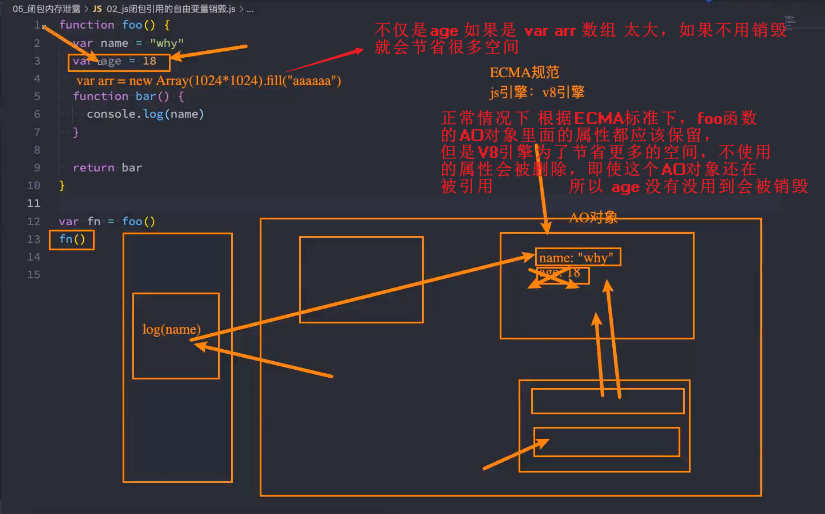 05_闭包内存泄露 > JS 02_js闭包引用的自由变量销毁.js > ...
1 function foo() {
2 var name = "why"
3 var age = 18
4
var arr = new Array(1024*1024).fill("aaaaaa")
5 function bar() {
6 console.log(name)
7 }
8
9 return bar
10 }
11
12 var fn = foo()
13 fn()
14
15
不仅是age 如果是 var arr 数组 太大，如果不用销毁
就会节省很多空间
ECMA规范
js引擎：v8引擎
正常情况下 根据ECMA标准下，foo函数
的AO对象里面的属性都应该保留，
但是V8引擎为了节省更多的空间，不使用
的属性会被删除，即使这个AO对象还在
被引用 所以 age 没有没用到会被销毁
AO对象
name: "why"
age: 18
log(name)